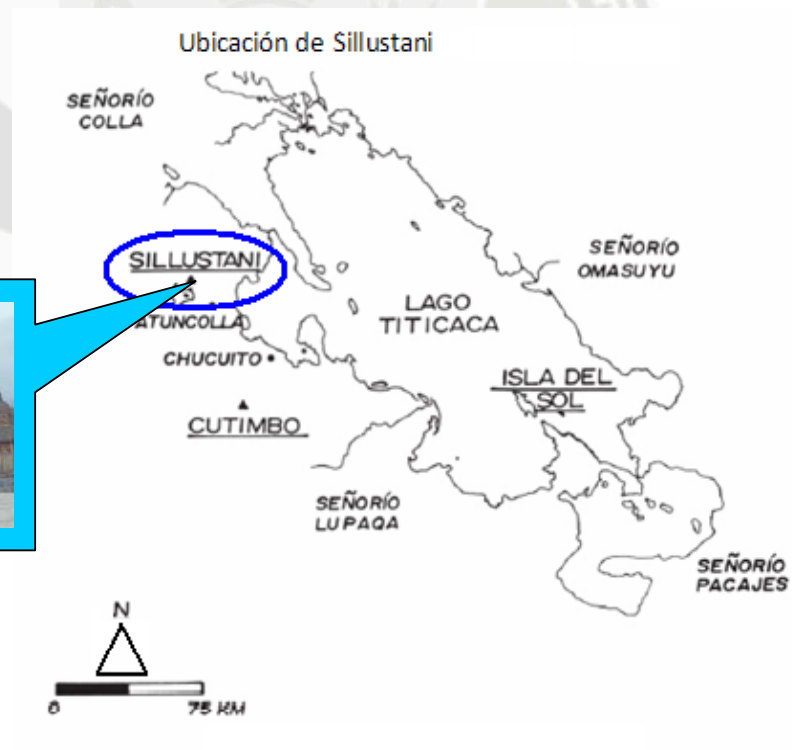 Ubicación de Sillustani
SEÑORÍO
COLLA
SILLUSTANI
SEÑORÍO
OMASUYU
LAGO
TITICACA
ATUNCOLLA
CHUCUITO
ISLA DEL
SOL
CUTIMBO
SEÑORÍO
LUPAQA
SEÑORÍO
PACAJES
N
0 75 KM